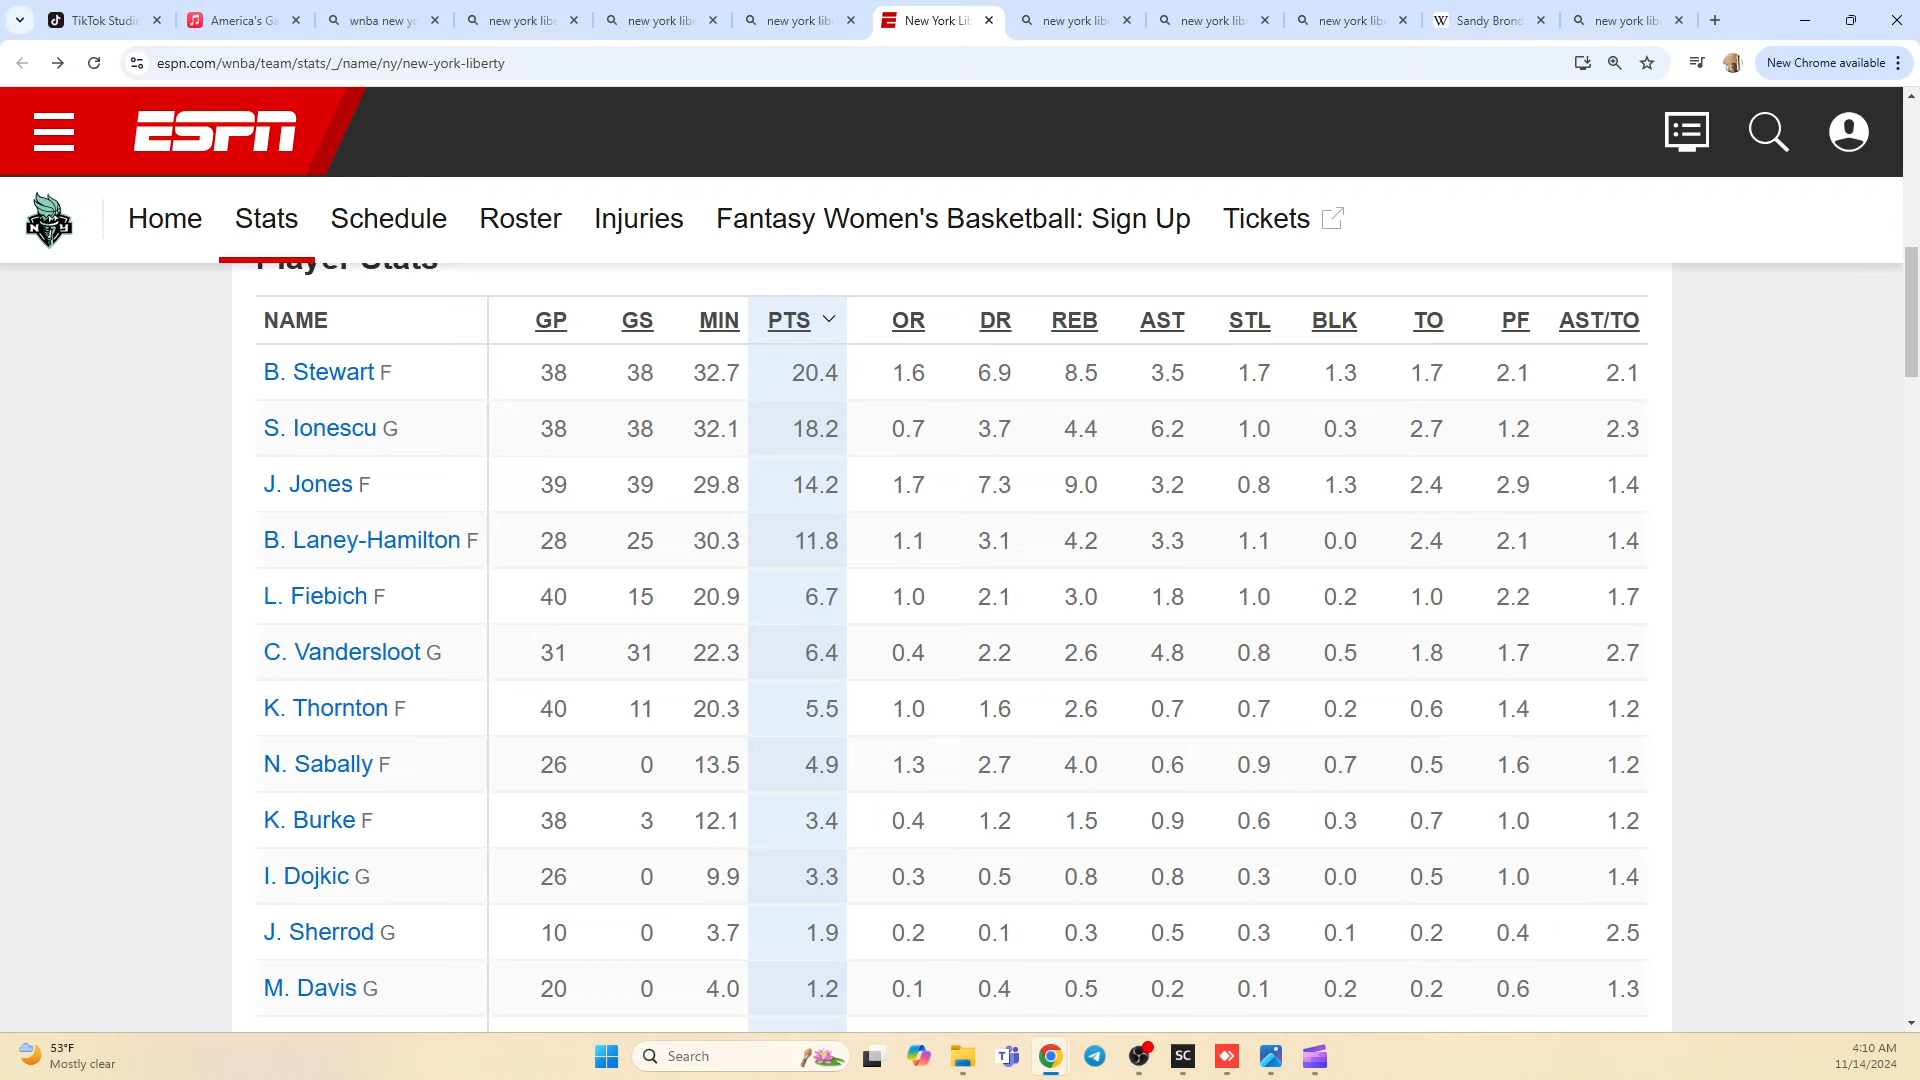 TikTok Studio
America's Ga
wnba new yo
new york libe
new york libe
new york libe
New York Lib
new york libe
new york libe
new york libe
W Sandy Brond
new york libe
espn.com/wnba/team/stats/_/name/ny/new-york-liberty
New Chrome available
ESPN
NY Home Stats Schedule Roster Injuries Fantasy Women's Basketball: Sign Up Tickets
Player Stats
NAME GP GS MIN PTS OR DR REB AST STL BLK TO PF AST/TO
B. Stewart F 38 38 32.7 20.4 1.6 6.9 8.5 3.5 1.7 1.3 1.7 2.1 2.1
S. Ionescu G 38 38 32.1 18.2 0.7 3.7 4.4 6.2 1.0 0.3 2.7 1.2 2.3
J. Jones F 39 39 29.8 14.2 1.7 7.3 9.0 3.2 0.8 1.3 2.4 2.9 1.4
B. Laney-Hamilton F 28 25 30.3 11.8 1.1 3.1 4.2 3.3 1.1 0.0 2.4 2.1 1.4
L. Fiebich F 40 15 20.9 6.7 1.0 2.1 3.0 1.8 1.0 0.2 1.0 2.2 1.7
C. Vandersloot G 31 31 22.3 6.4 0.4 2.2 2.6 4.8 0.8 0.5 1.8 1.7 2.7
K. Thornton F 40 11 20.3 5.5 1.0 1.6 2.6 0.7 0.7 0.2 0.6 1.4 1.2
N. Sabally F 26 0 13.5 4.9 1.3 2.7 4.0 0.6 0.9 0.7 0.5 1.6 1.2
K. Burke F 38 3 12.1 3.4 0.4 1.2 1.5 0.9 0.6 0.3 0.7 1.0 1.2
I. Dojkic G 26 0 9.9 3.3 0.3 0.5 0.8 0.8 0.3 0.0 0.5 1.0 1.4
J. Sherrod G 10 0 3.7 1.9 0.2 0.1 0.3 0.5 0.3 0.1 0.2 0.4 2.5
M. Davis G 20 0 4.0 1.2 0.1 0.4 0.5 0.2 0.1 0.2 0.2 0.6 1.3
53°F
Mostly clear
Search
SC
4:10 AM
11/14/2024